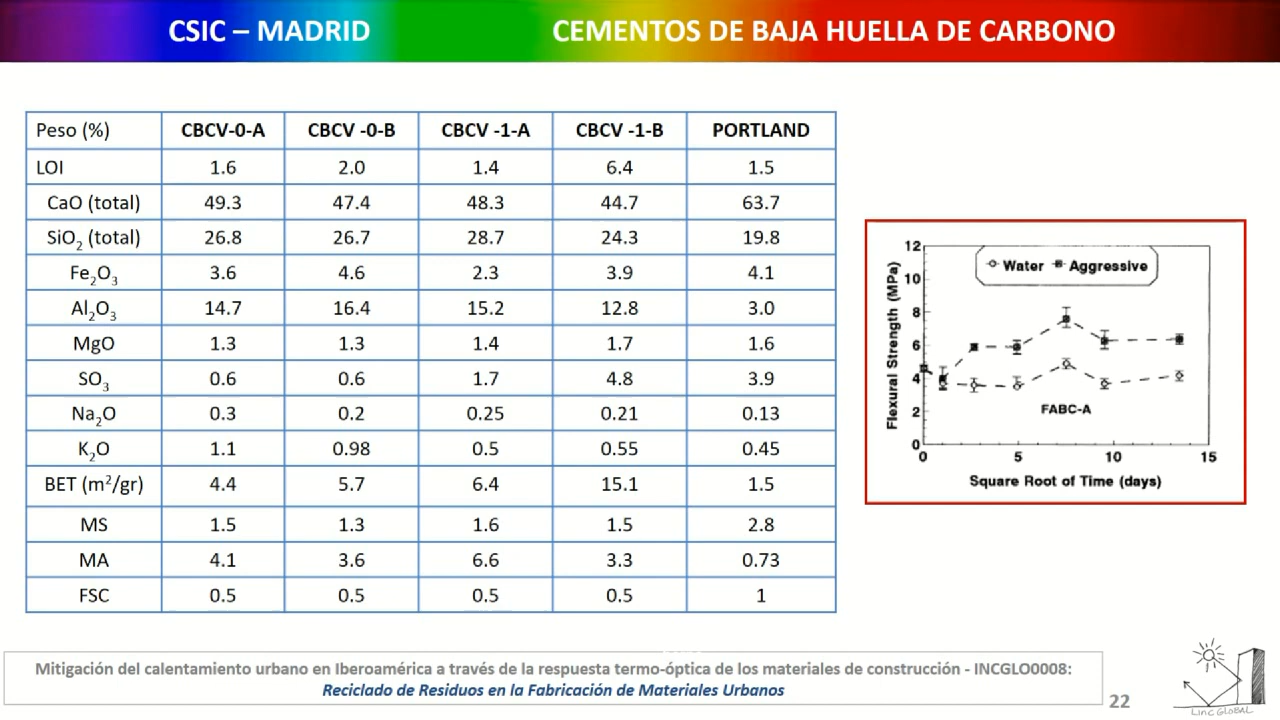 CSIC – MADRID
CEMENTOS DE BAJA HUELLA DE CARBONO
Peso (%) CBCV-0-A CBCV -0-B CBCV -1-A CBCV -1-B PORTLAND
LOI 1.6 2.0 1.4 6.4 1.5
CaO (total) 49.3 47.4 48.3 44.7 63.7
SiO₂ (total) 26.8 26.7 28.7 24.3 19.8
Fe₂O₃ 3.6 4.6 2.3 3.9 4.1
Al₂O₃ 14.7 16.4 15.2 12.8 3.0
MgO 1.3 1.3 1.4 1.7 1.6
SO₃ 0.6 0.6 1.7 4.8 3.9
Na₂O 0.3 0.2 0.25 0.21 0.13
K₂O 1.1 0.98 0.5 0.55 0.45
BET (m²/gr) 4.4 5.7 6.4 15.1 1.5
MS 1.5 1.3 1.6 1.5 2.8
MA 4.1 3.6 6.6 3.3 0.73
FSC 0.5 0.5 0.5 0.5 1
Flexural Strength (MPa)
12
10
8
6
4
2
0
Water Aggressive
FABC-A
0 5 10 15
Square Root of Time (days)
Mitigación del calentamiento urbano en Iberoamérica a través de la respuesta termo-óptica de los materiales de construcción - INCGLO0008:
Reciclado de Residuos en la Fabricación de Materiales Urbanos
22
LINC GLOBAL